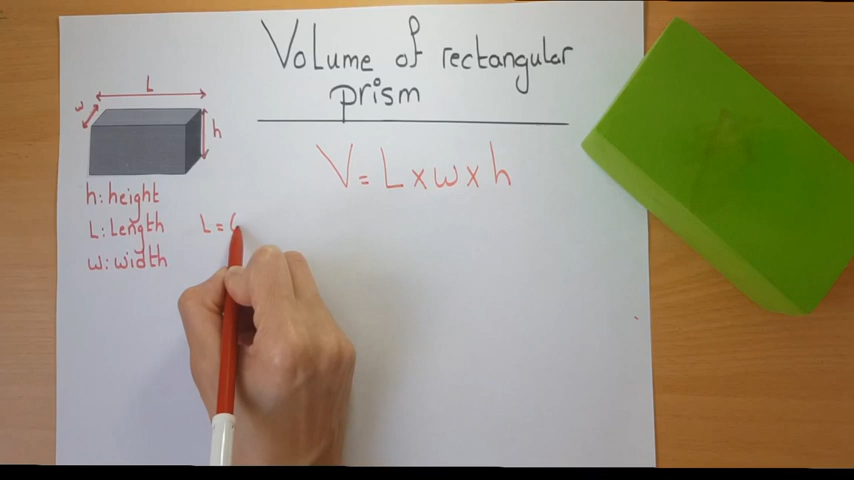 Volume of rectangular
prism
L
w
h
V = L x w x h
h: height
L: Length L =
w: width